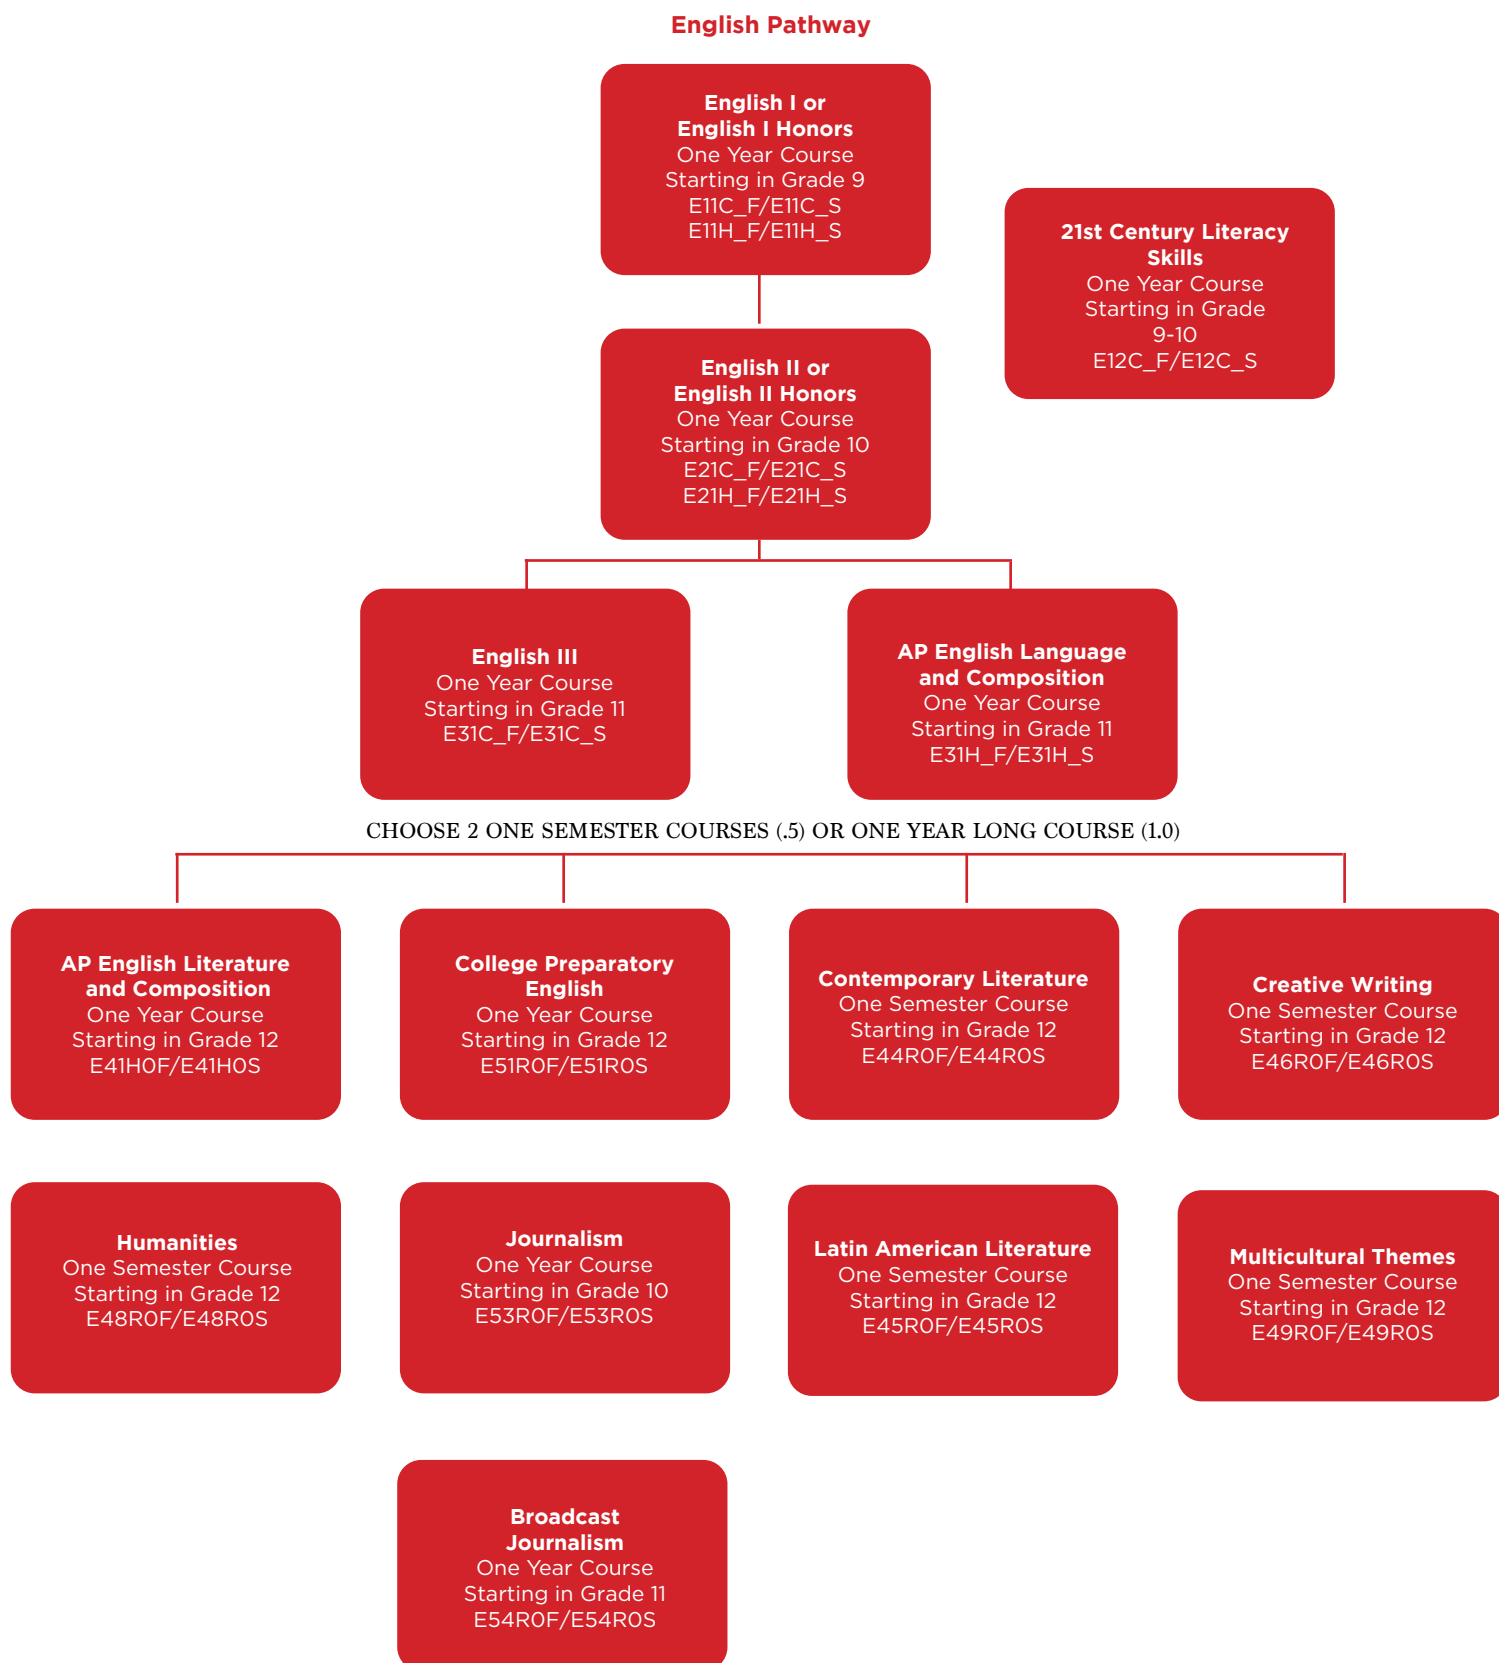 English Pathway
English I or
English I Honors
One Year Course
Starting in Grade 9
E11C_F/E11C_S
E11H_F/E11H_S
21st Century Literacy
Skills
One Year Course
Starting in Grade
9-10
E12C_F/E12C_S
English II or
English II Honors
One Year Course
Starting in Grade 10
E21C_F/E21C_S
E21H_F/E21H_S
English III
One Year Course
Starting in Grade 11
E31C_F/E31C_S
AP English Language
and Composition
One Year Course
Starting in Grade 11
E31H_F/E31H_S
CHOOSE 2 ONE SEMESTER COURSES (.5) OR ONE YEAR LONG COURSE (1.0)
AP English Literature
and Composition
One Year Course
Starting in Grade 12
E41H0F/E41H0S
College Preparatory
English
One Year Course
Starting in Grade 12
E51R0F/E51R0S
Contemporary Literature
One Semester Course
Starting in Grade 12
E44R0F/E44R0S
Creative Writing
One Semester Course
Starting in Grade 12
E46R0F/E46R0S
Humanities
One Semester Course
Starting in Grade 12
E48R0F/E48R0S
Journalism
One Year Course
Starting in Grade 10
E53R0F/E53R0S
Latin American Literature
One Semester Course
Starting in Grade 12
E45R0F/E45R0S
Multicultural Themes
One Semester Course
Starting in Grade 12
E49R0F/E49R0S
Broadcast
Journalism
One Year Course
Starting in Grade 11
E54R0F/E54R0S